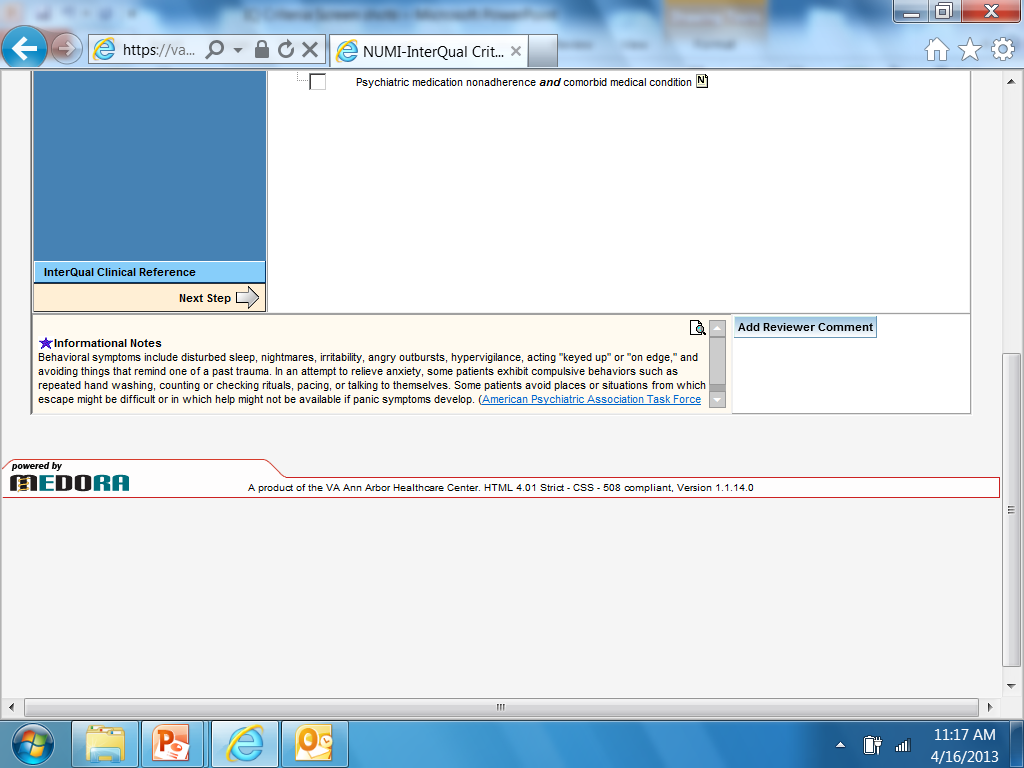 https://va...
NUMI-InterQual Crit...
Psychiatric medication nonadherence and comorbid medical condition N
InterQual Clinical Reference
Next Step
Add Reviewer Comment
Informational Notes
Behavioral symptoms include disturbed sleep, nightmares, irritability, angry outbursts, hypervigilance, acting "keyed up" or "on edge," and
avoiding things that remind one of a past trauma. In an attempt to relieve anxiety, some patients exhibit compulsive behaviors such as
repeated hand washing, counting or checking rituals, pacing, or talking to themselves. Some patients avoid places or situations from which
escape might be difficult or in which help might not be available if panic symptoms develop. (American Psychiatric Association Task Force
powered by
MEDORA
A product of the VA Ann Arbor Healthcare Center. HTML 4.01 Strict - CSS - 508 compliant, Version 1.1.14.0
11:17 AM
4/16/2013